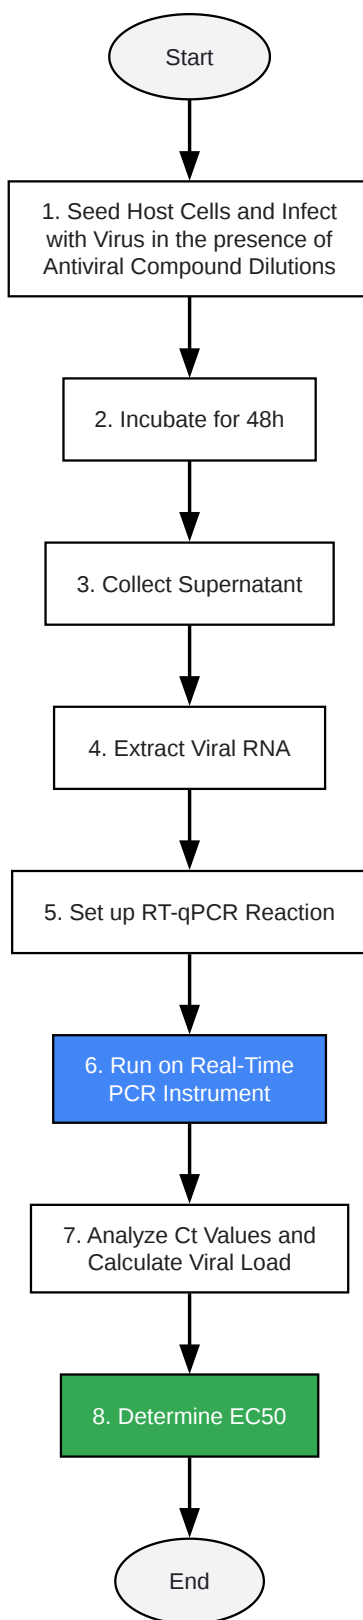 Start
1. Seed Host Cells and Infect
with Virus in the presence of
Antiviral Compound Dilutions
2. Incubate for 48h
3. Collect Supernatant
4. Extract Viral RNA
5. Set up RT-qPCR Reaction
6. Run on Real-Time
PCR Instrument
7. Analyze Ct Values and
Calculate Viral Load
8. Determine EC50
End